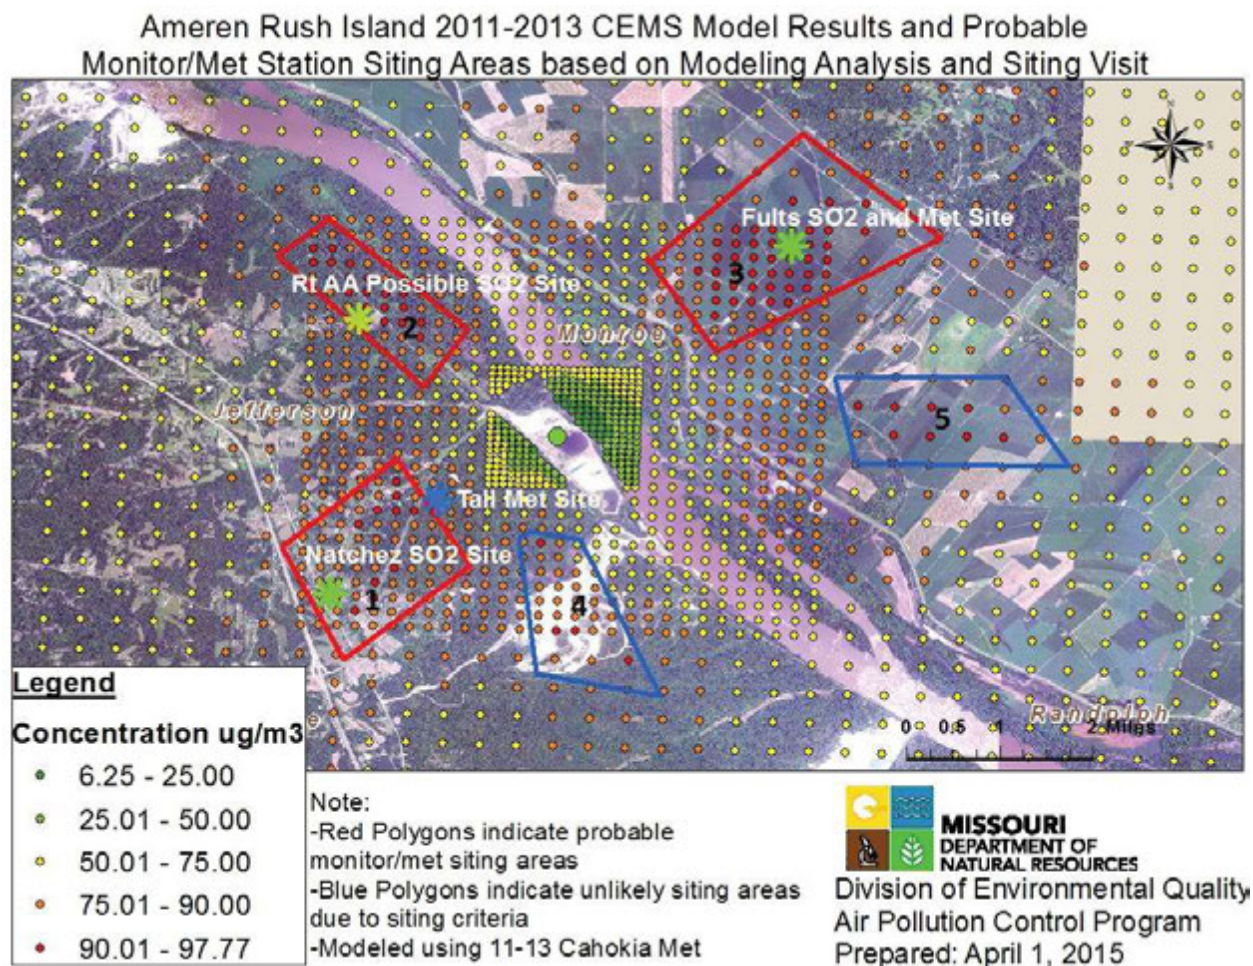 Ameren Rush Island 2011-2013 CEMS Model Results and Probable
Monitor/Met Station Siting Areas based on Modeling Analysis and Siting Visit
Fults SO2 and Met Site
3
Rt AA Possible SO2 Site
2
Monroe
Jefferson
5
Tall Met Site
Natchez SO2 Site
1
4
Randolph
0 0.5 1 2 Miles
Legend
Concentration ug/m3
6.25 - 25.00
25.01 - 50.00
50.01 - 75.00
75.01 - 90.00
90.01 - 97.77
Note:
-Red Polygons indicate probable
monitor/met siting areas
-Blue Polygons indicate unlikely siting areas
due to siting criteria
-Modeled using 11-13 Cahokia Met
MISSOURI
DEPARTMENT OF
NATURAL RESOURCES
Division of Environmental Quality
Air Pollution Control Program
Prepared: April 1, 2015